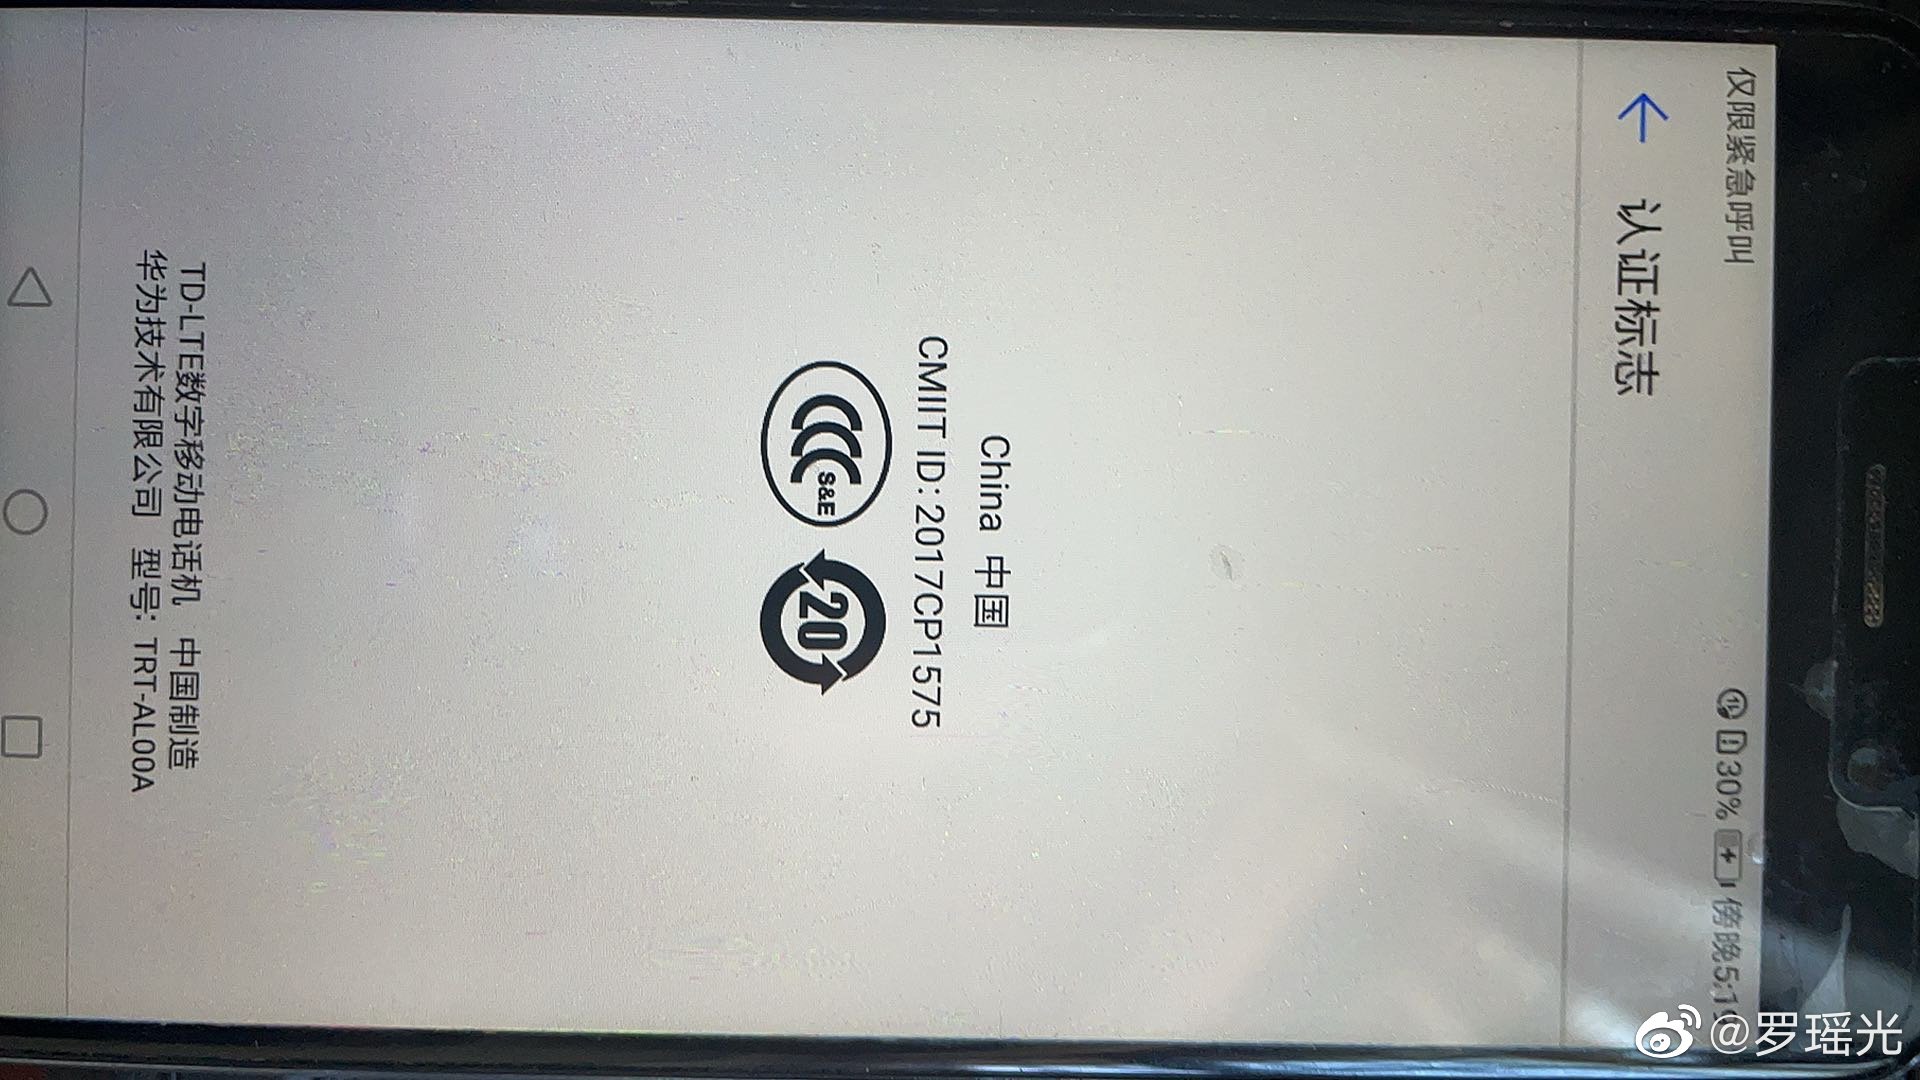 仅限紧急呼叫 30% 傍晚5:1
认证标志
China 中国
CMIIT ID: 2017CP1575
S&E 20
TD-LTE数字移动电话机 中国制造
华为技术有限公司 型号: TRT-AL00A
@罗瑶光